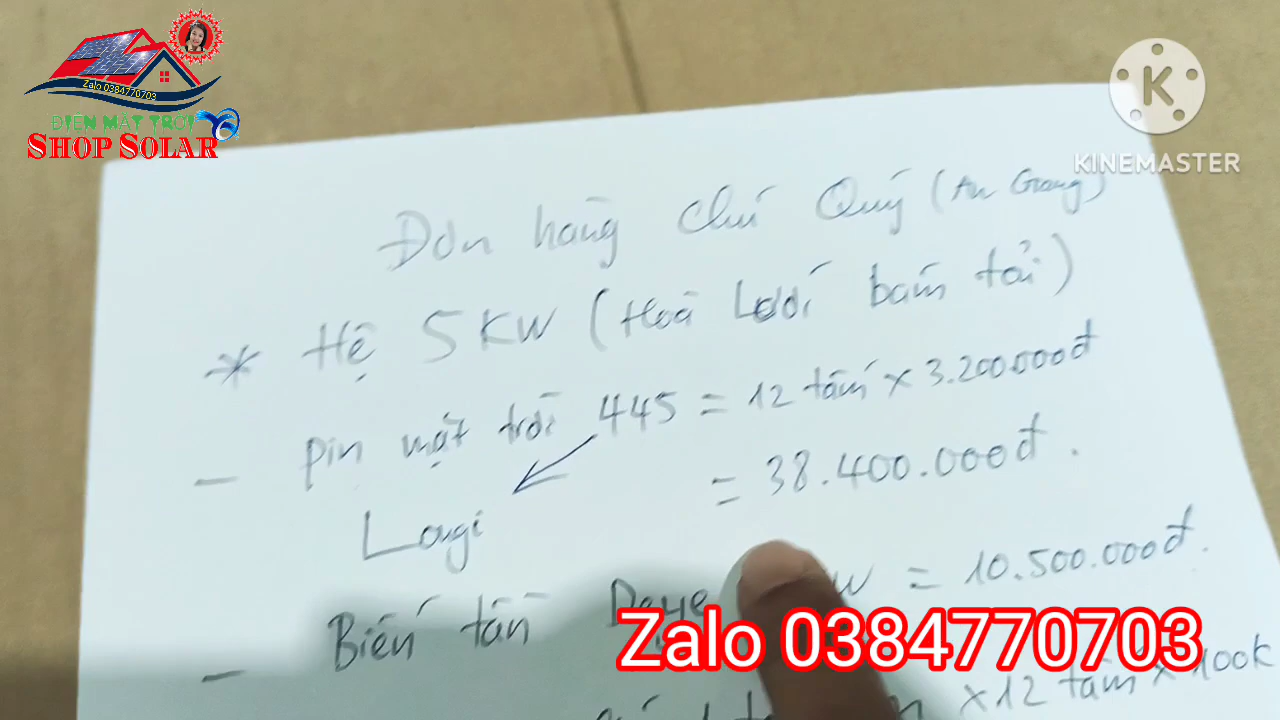 Zalo 0384770703
ĐIỆN MẶT TRỜI
SHOP SOLAR
K
KINEMASTER
Đơn hàng Chú Quý (An Giang)
* Hệ 5KW (Hoà Lưới bám tải)
- Pin mặt trời 445 = 12 tấm x 3.200.000đ
Longi
= 38.400.000đ.
- Biến tần Deye W = 10.500.000đ.
Zalo 0384770703
x12 tấm x 100k